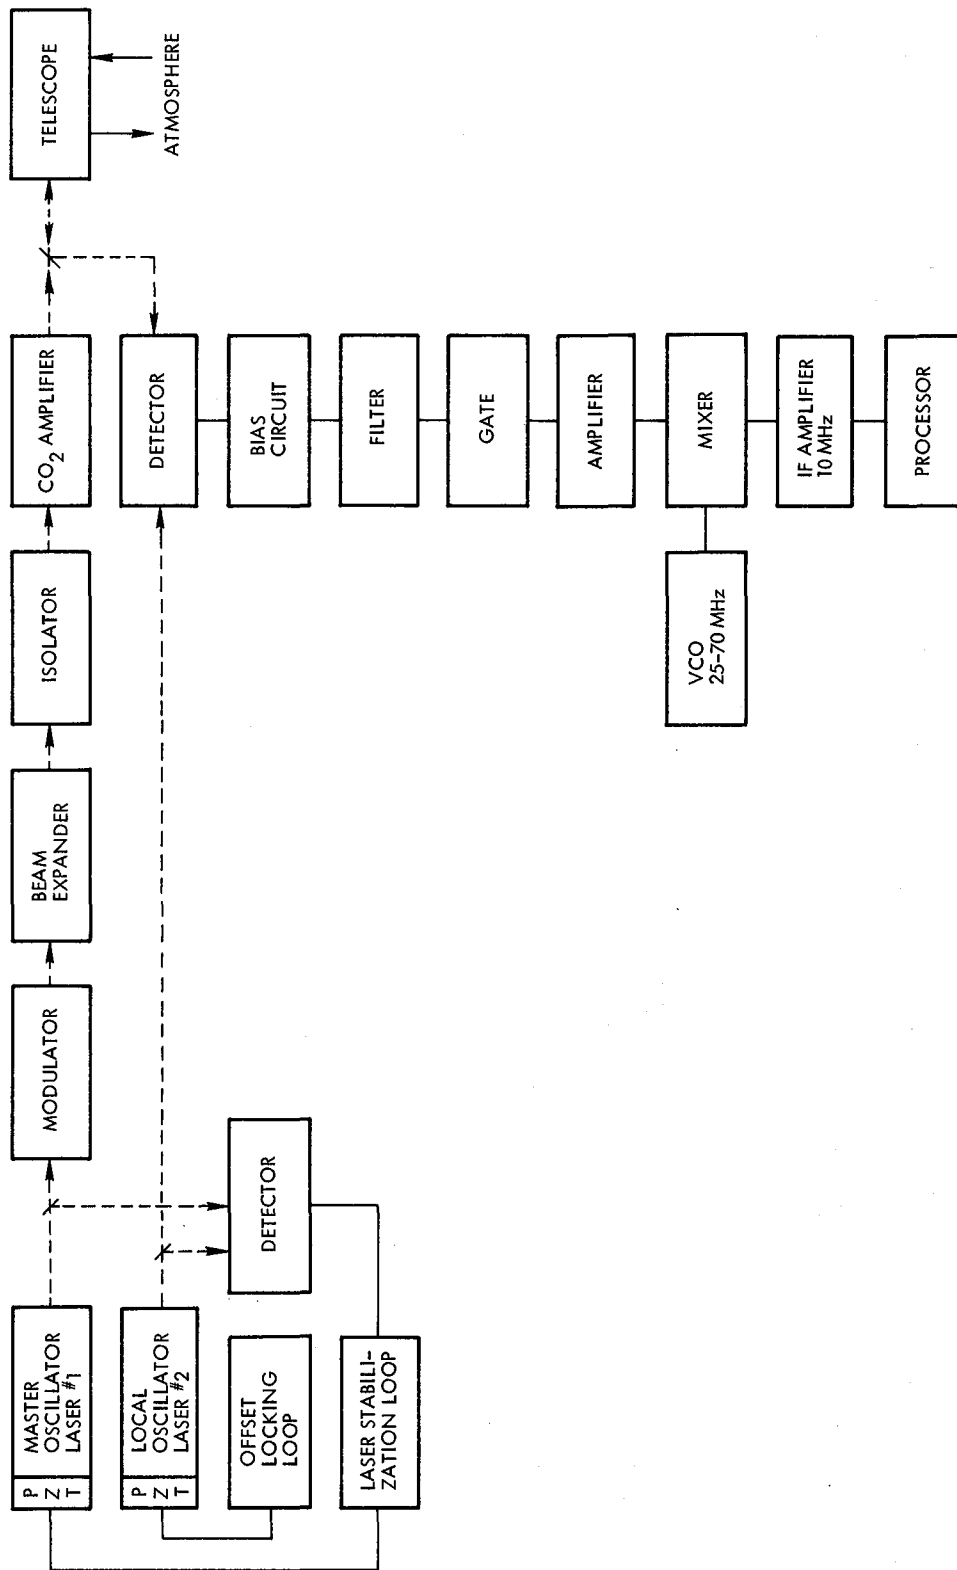 P
Z
T
MASTER
OSCILLATOR
LASER #1
MODULATOR
BEAM
EXPANDER
ISOLATOR
CO2 AMPLIFIER
TELESCOPE
ATMOSPHERE
P
Z
T
LOCAL
OSCILLATOR
LASER #2
DETECTOR
OFFSET
LOCKING
LOOP
DETECTOR
BIAS
CIRCUIT
LASER STABILI-
ZATION LOOP
FILTER
GATE
AMPLIFIER
VCO
25-70 MHz
MIXER
IF AMPLIFIER
10 MHz
PROCESSOR